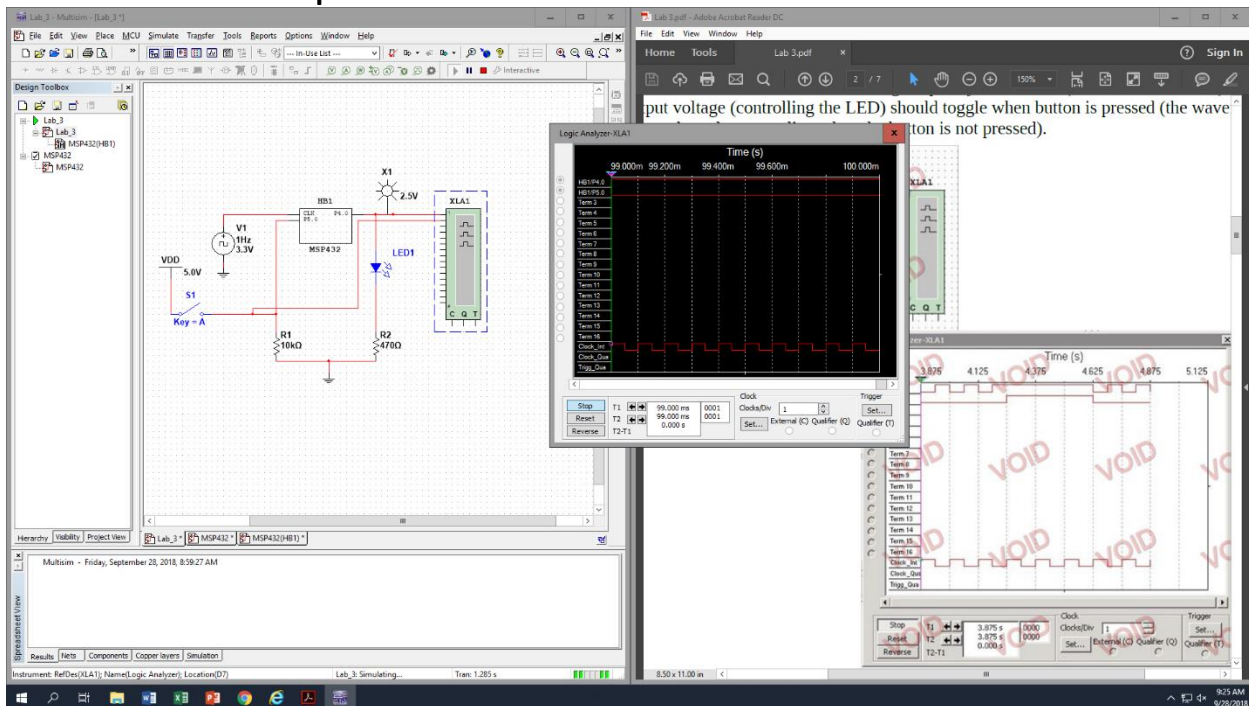 Lab_3 - Multisim - [Lab_3 *]
File Edit View Place MCU Simulate Transfer Tools Reports Options Window Help
--- In-Use List ---
Interactive
Design Toolbox
Lab_3
Lab_3
MSP432(HB1)
MSP432
MSP432
Hierarchy Visibility Project View
X1
2.5V
HB1
CLK P4.0
P5.0
MSP432
XLA1
V1
1Hz
3.3V
VDD
5.0V
LED1
S1
Key = A
R1
10kΩ
R2
470Ω
C Q T
Lab_3 * MSP432 * MSP432(HB1) *
Multisim - Friday, September 28, 2018, 8:59:27 AM
Spreadsheet View
Results Nets Components Copper layers Simulation
Instrument: RefDes(XLA1); Name(Logic Analyzer); Location(D7) Lab_3: Simulating... Tran: 1.285 s
Logic Analyzer-XLA1
Time (s)
99.000m 99.200m 99.400m 99.600m 100.000m
HB1/P4.0
HB1/P5.0
Term 3
Term 4
Term 5
Term 6
Term 7
Term 8
Term 9
Term 10
Term 11
Term 12
Term 13
Term 14
Term 15
Term 16
Clock_Int
Clock_Qua
Trigg_Qua
Stop T1 99.000 ms 0001
Reset T2 99.000 ms 0001
Reverse T2-T1 0.000 s
Clock
Clocks/Div 1
Set... External (C) Qualifier (Q)
Trigger
Set...
Qualifier (T)
Lab 3.pdf - Adobe Acrobat Reader DC
File Edit View Window Help
Home Tools Lab 3.pdf × Sign In
2 / 7 150%
put voltage (controlling the LED) should toggle when button is pressed (the wave
ton is not pressed).
XLA1
C Q T
zer-XLA1
Time (s)
3.875 4.125 4.375 4.625 4.875 5.125
VOID VOID VOID
Term 7
Term 8
Term 9
Term 10
Term 11
Term 12
Term 13
Term 14
Term 15
Term 16
Clock_Int
Clock_Qua
Trigg_Qua
Stop T1 3.875 s 0000
Reset T2 3.875 s 0000
Reverse T2-T1 0.000 s
Clock
Clocks/Div 1
Set... External (C) Qualifier (Q)
Trigger
Set...
Qualifier (T)
8.50 x 11.00 in
9:25 AM
9/28/2018